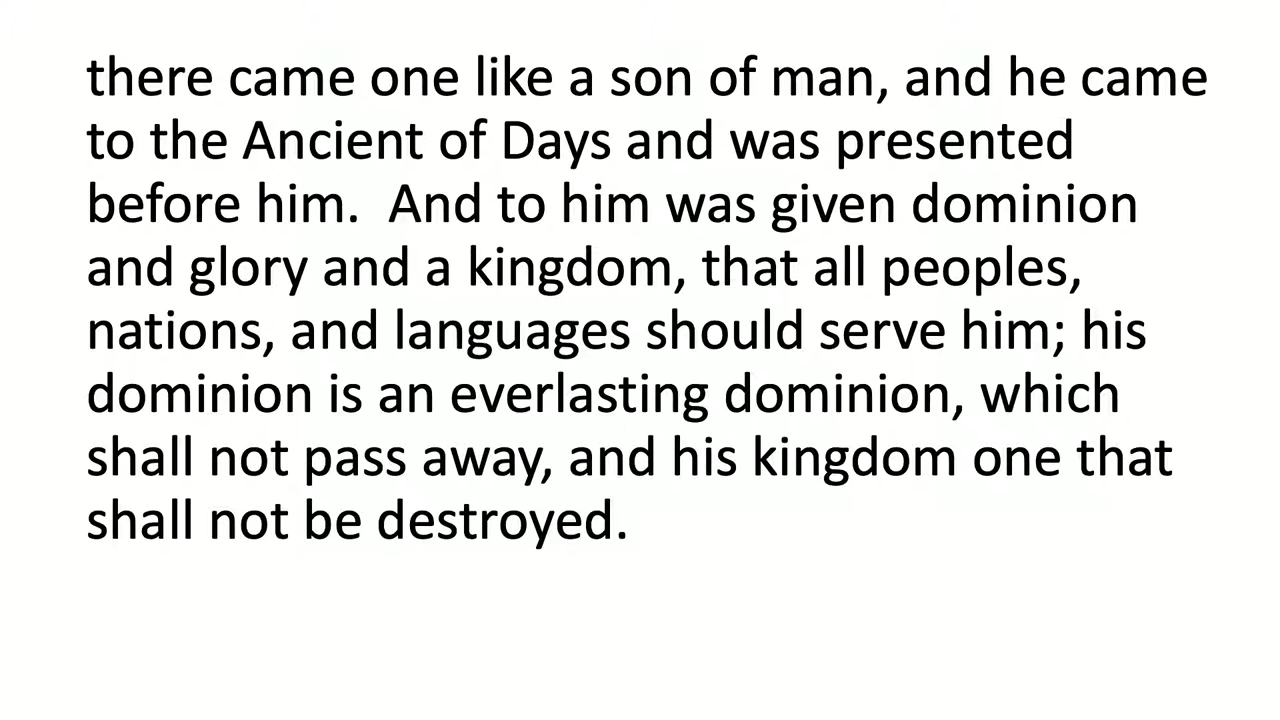 there came one like a son of man, and he came
to the Ancient of Days and was presented
before him.  And to him was given dominion
and glory and a kingdom, that all peoples,
nations, and languages should serve him; his
dominion is an everlasting dominion, which
shall not pass away, and his kingdom one that
shall not be destroyed.